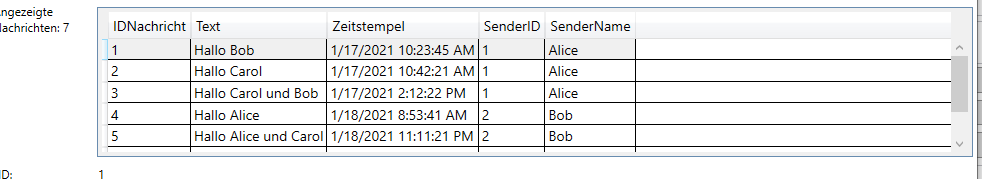 Angezeigte
Nachrichten: 7
IDNachricht Text Zeitstempel SenderID SenderName
1 Hallo Bob 1/17/2021 10:23:45 AM 1 Alice
2 Hallo Carol 1/17/2021 10:42:21 AM 1 Alice
3 Hallo Carol und Bob 1/17/2021 2:12:22 PM 1 Alice
4 Hallo Alice 1/18/2021 8:53:41 AM 2 Bob
5 Hallo Alice und Carol 1/18/2021 11:11:21 PM 2 Bob
ID: 1